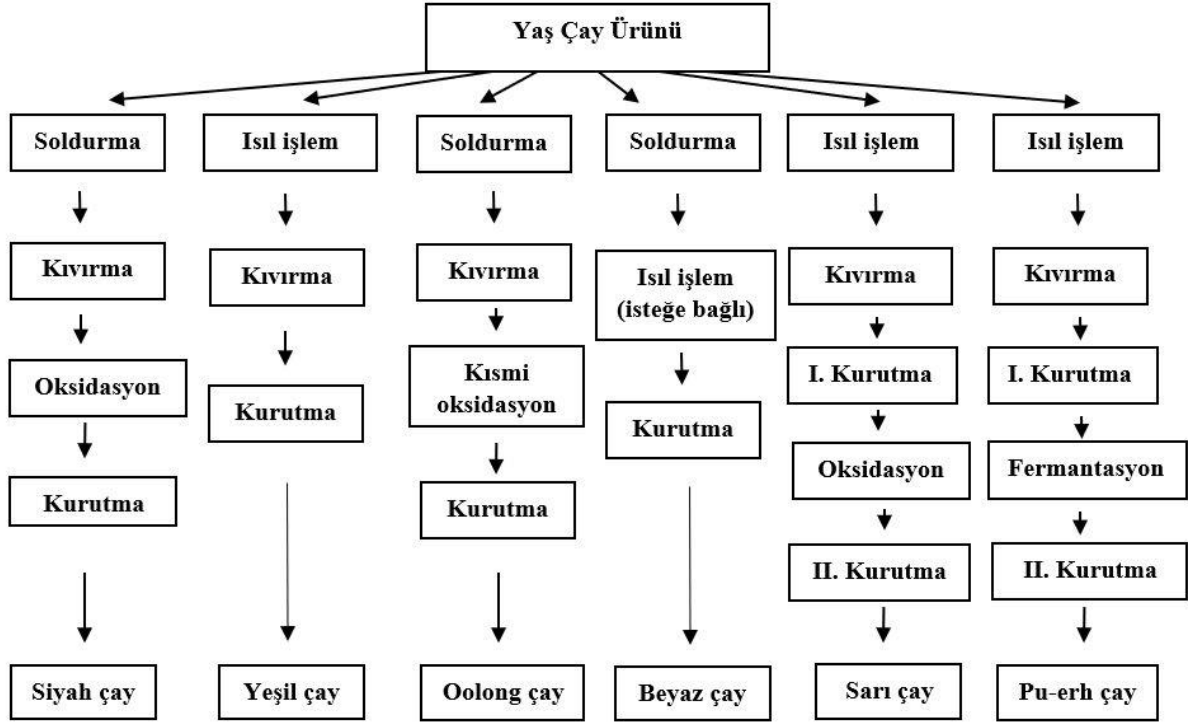 Yaş Çay Ürünü
Soldurma
Isıl işlem
Soldurma
Soldurma
Isıl işlem
Isıl işlem
Kıvırma
Kıvırma
Kıvırma
Isıl işlem
(isteğe bağlı)
Kıvırma
Kıvırma
Oksidasyon
Kurutma
Kısmi
oksidasyon
Kurutma
I. Kurutma
I. Kurutma
Kurutma
Kurutma
Oksidasyon
Fermantasyon
II. Kurutma
II. Kurutma
Siyah çay
Yeşil çay
Oolong çay
Beyaz çay
Sarı çay
Pu-erh çay